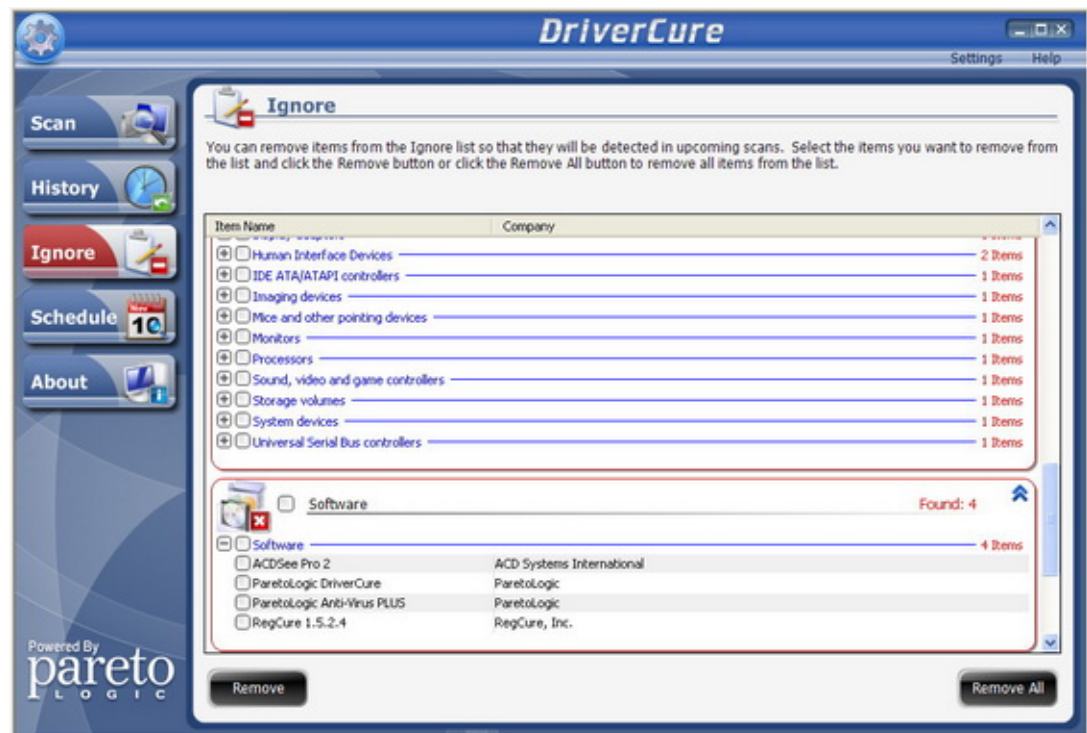 DriverCure
Settings Help
Scan
History
Ignore
Schedule
Nov
10
About
Ignore
You can remove items from the Ignore list so that they will be detected in upcoming scans. Select the items you want to remove from
the list and click the Remove button or click the Remove All button to remove all items from the list.
Item Name Company
Human Interface Devices 2 Items
IDE ATA/ATAPI controllers 1 Items
Imaging devices 1 Items
Mice and other pointing devices 1 Items
Monitors 1 Items
Processors 1 Items
Sound, video and game controllers 1 Items
Storage volumes 1 Items
System devices 1 Items
Universal Serial Bus controllers 1 Items
Software Found: 4
Software 4 Items
ACDSee Pro 2 ACD Systems International
ParetoLogic DriverCure ParetoLogic
ParetoLogic Anti-Virus PLUS ParetoLogic
RegCure 1.5.2.4 RegCure, Inc.
Powered By
pareto
LOGIC
Remove Remove All